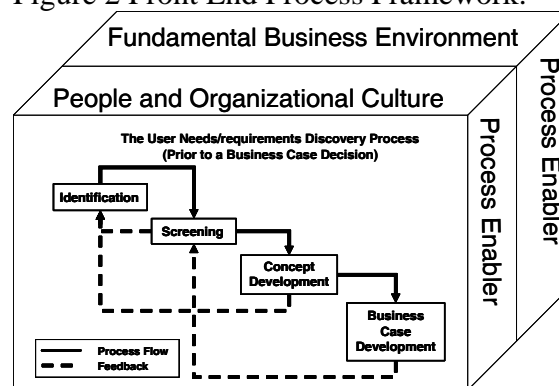 Figure 2 Front End Process Framework.
Fundamental Business Environment
People and Organizational Culture
Process Enabler
Process Enabler
The User Needs/requirements Discovery Process
(Prior to a Business Case Decision)
Identification
Screening
Concept
Development
Business
Case
Development
Process Flow
Feedback